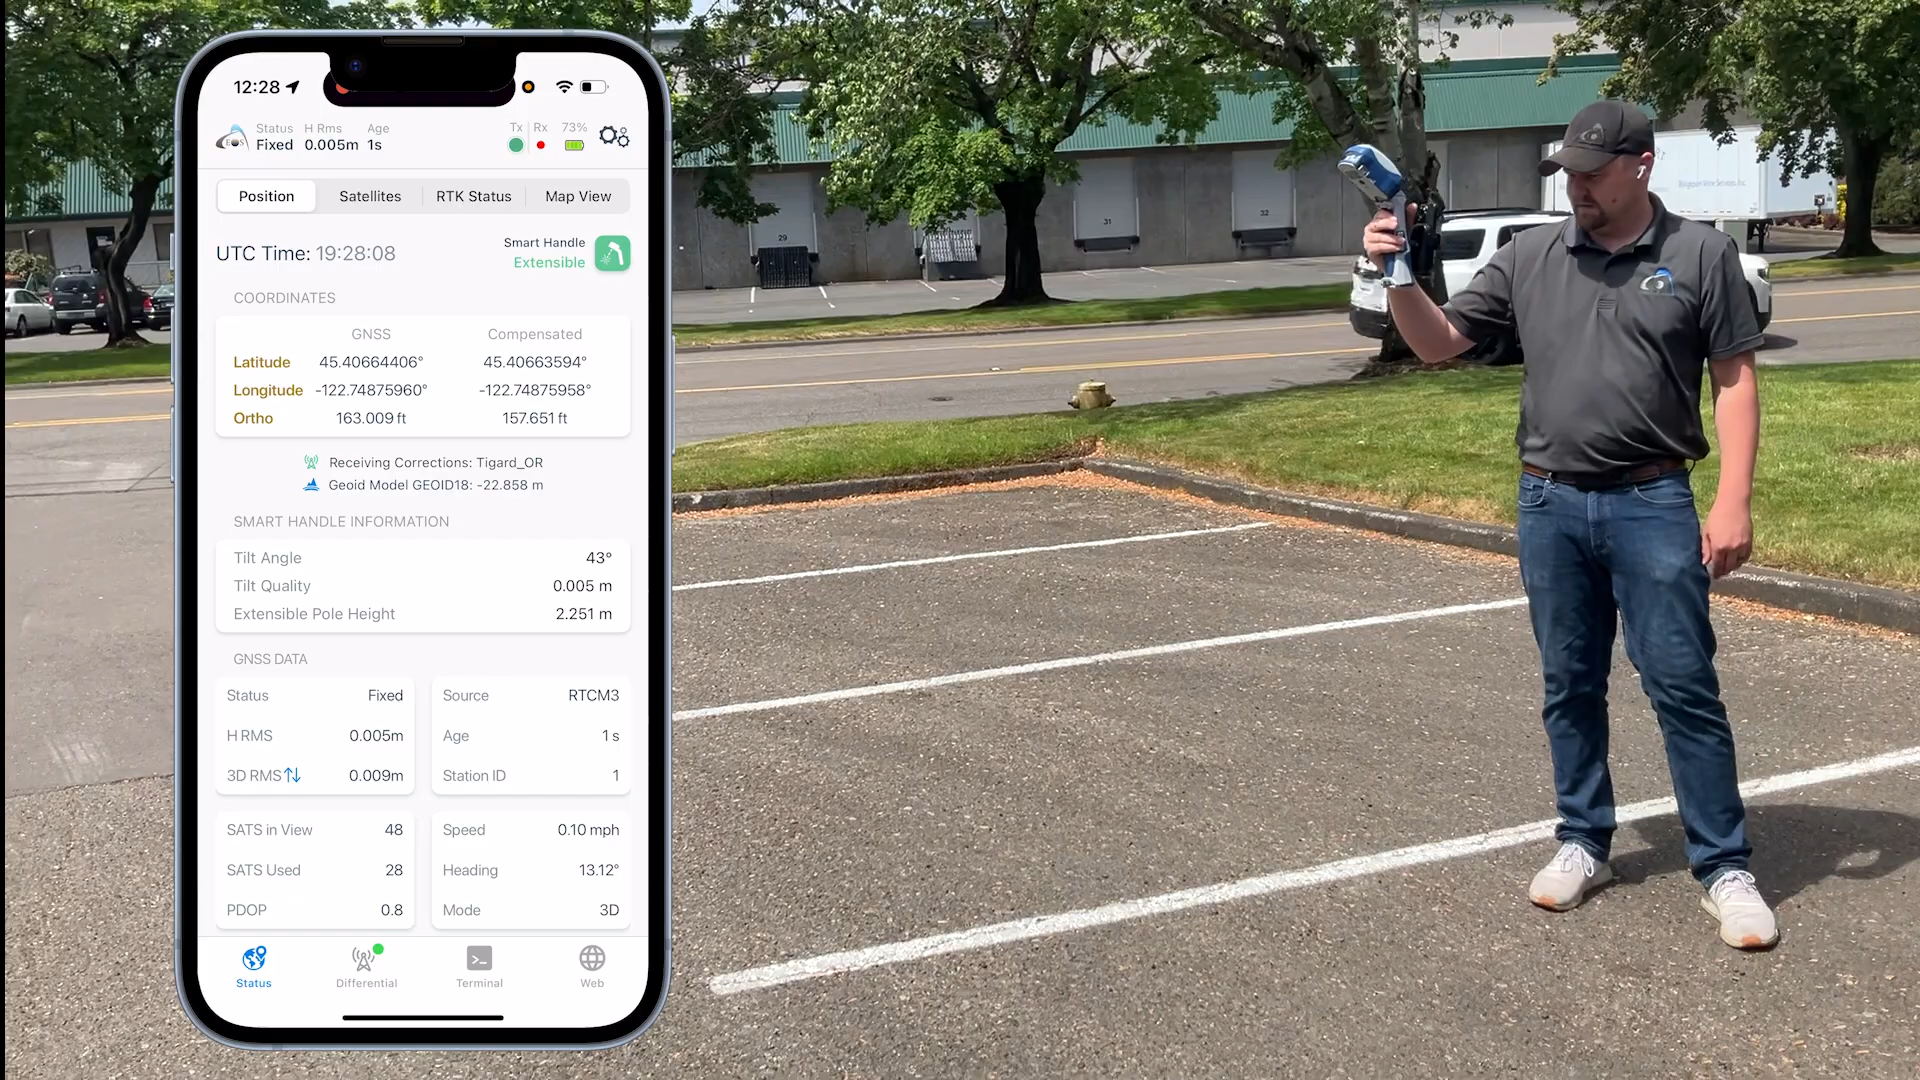 12:28
Status H Rms Age
Fixed 0.005m 1s
Tx Rx 73%
EOS
Position Satellites RTK Status Map View
UTC Time: 19:28:08
Smart Handle
Extensible
COORDINATES
GNSS Compensated
Latitude 45.40664406° 45.40663594°
Longitude -122.74875960° -122.74875958°
Ortho 163.009 ft 157.651 ft
Receiving Corrections: Tigard_OR
Geoid Model GEOID18: -22.858 m
SMART HANDLE INFORMATION
Tilt Angle 43°
Tilt Quality 0.005 m
Extensible Pole Height 2.251 m
GNSS DATA
Status Fixed
H RMS 0.005m
3D RMS 0.009m
Source RTCM3
Age 1 s
Station ID 1
SATS in View 48
SATS Used 28
PDOP 0.8
Speed 0.10 mph
Heading 13.12°
Mode 3D
Status Differential Terminal Web
29
31
32